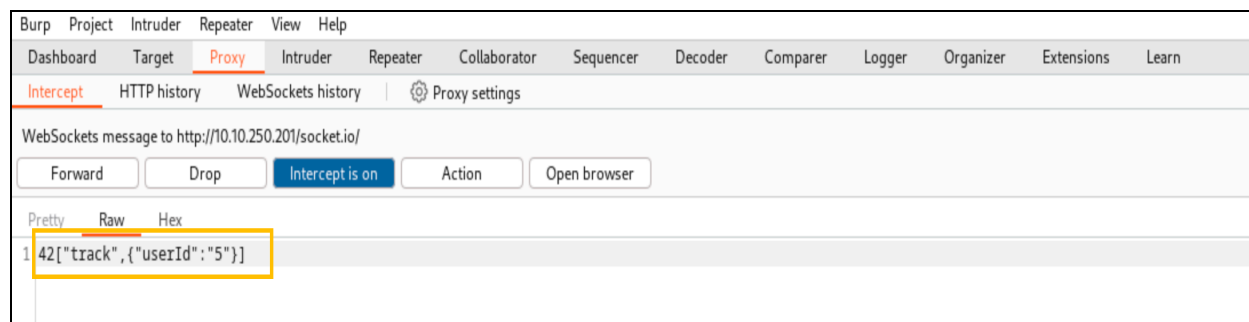 Burp Project Intruder Repeater View Help
Dashboard Target Proxy Intruder Repeater Collaborator Sequencer Decoder Comparer Logger Organizer Extensions Learn
Intercept HTTP history WebSockets history Proxy settings
WebSockets message to http://10.10.250.201/socket.io/
Forward Drop Intercept is on Action Open browser
Pretty Raw Hex
1 42["track",{"userId":"5"}]